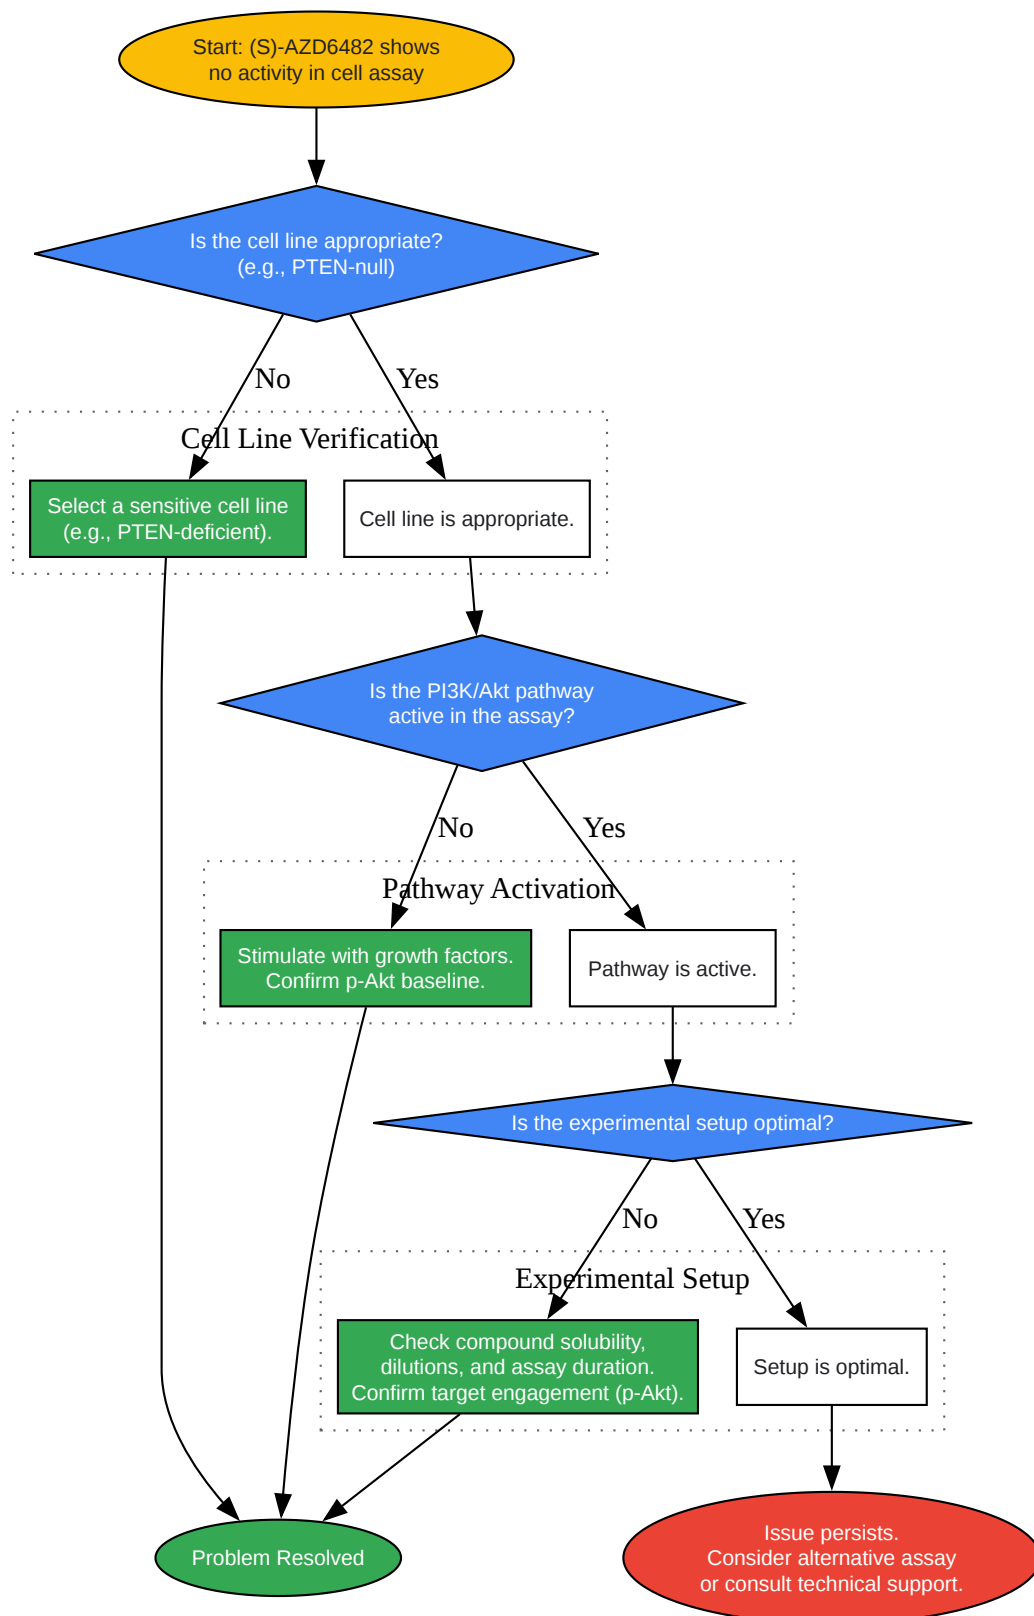 Start: (S)-AZD6482 shows
no activity in cell assay
Is the cell line appropriate?
(e.g., PTEN-null)
No
Yes
Cell Line Verification
Select a sensitive cell line
(e.g., PTEN-deficient).
Cell line is appropriate.
Is the PI3K/Akt pathway
active in the assay?
No
Yes
Pathway Activation
Stimulate with growth factors.
Confirm p-Akt baseline.
Pathway is active.
Is the experimental setup optimal?
No
Yes
Experimental Setup
Check compound solubility,
dilutions, and assay duration.
Confirm target engagement (p-Akt).
Setup is optimal.
Problem Resolved
Issue persists.
Consider alternative assay
or consult technical support.